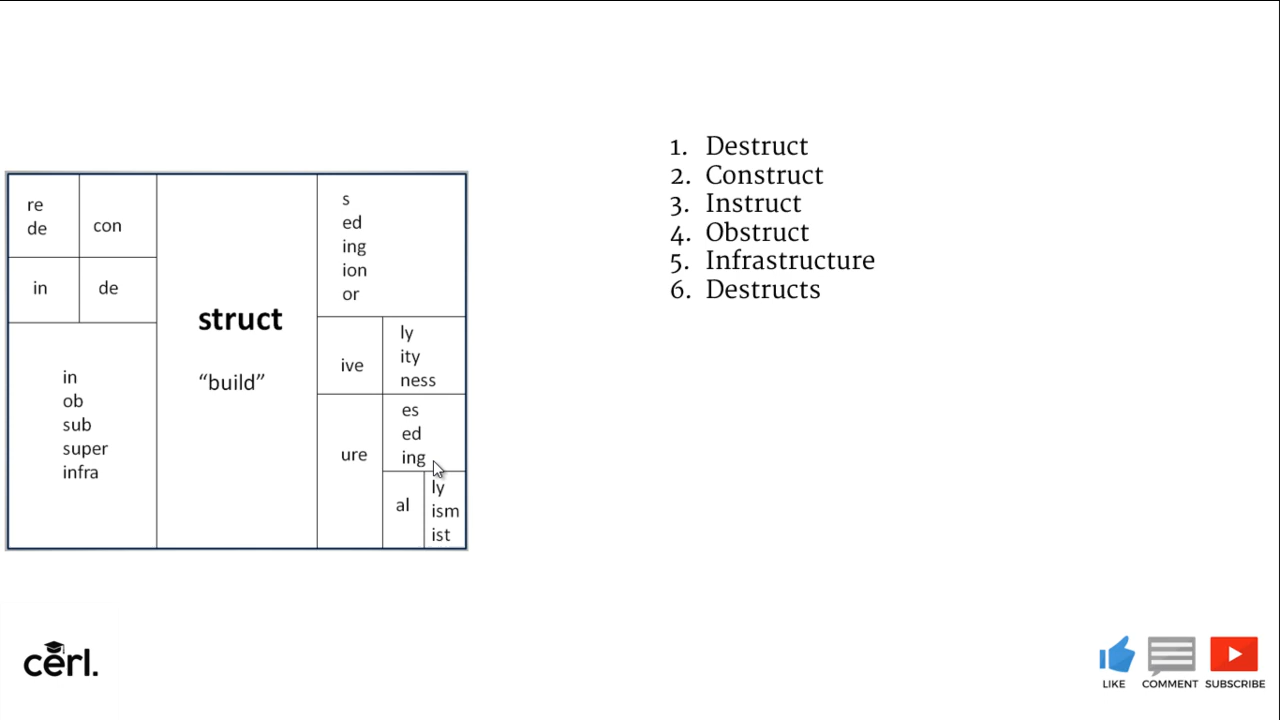 re
de
con
in
de
in
ob
sub
super
infra
struct
“build”
s
ed
ing
ion
or
ive
ly
ity
ness
ure
es
ed
ing
al
ly
ism
ist
1. Destruct
2. Construct
3. Instruct
4. Obstruct
5. Infrastructure
6. Destructs
cerl.
LIKE COMMENT SUBSCRIBE